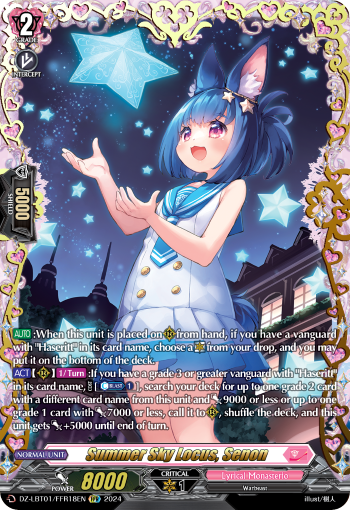 2
GRADE
INTERCEPT
5000
SHIELD
AUTO :When this unit is placed on R from hand, if you have a vanguard
with "Haseritt" in its card name, choose a from your drop, and you may
put it on the bottom of the deck.
ACT R 1/Turn :If you have a grade 3 or greater vanguard with "Haseritt"
in its card name, COST [ BLAST 1 ], search your deck for up to one grade 2 card
with a different card name from this unit and 9000 or less or up to one
grade 1 card with 7000 or less, call it to R, shuffle the deck, and this
unit gets +5000 until end of turn.
NORMAL UNIT
Summer Sky Locus, Senou
POWER 8000
CRITICAL
1
Lyrical Monasterio
Warbeast
D DZ-LBT01/FFR18EN FFR 2024
illust/樹人